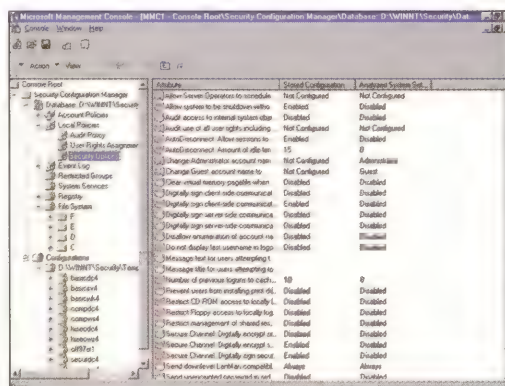 Microsoft Management Console - [MMCT - Console Root\Security Configuration Manager\Database: D:\WINNT\Security\Dat
Console Window Help
Action View
Console Root
Security Configuration Manager
Database: D:\WINNT\Security
Account Policies
Local Policies
Audit Policy
User Rights Assignmen
Security
Event Log
Restricted Groups
System Services
Registry
File System
F
E
D
C
Configurations
D:\WINNT\Security\Temp
basicdc4
basicsv4
basicwk4
compdc4
compws4
hisecdc4
hisecws4
off97sr1
securdc4
Attribute Stored Configuration Analyzed System Set...
Allow Server Operators to schedule Not Configured Not Configured
Allow system to be shutdown witho Enabled Disabled
Audit access to internal system objec Disabled Disabled
Audit use of all user rights including Not Configured Not Configured
AutoDisconnect: Allow sessions to Enabled Disabled
AutoDisconnect: Amount of idle tim 15 0
Change Administrator account nam Not Configured
Change Guest account name to Not Configured Guest
Clear virtual memory pagefile when Disabled Disabled
Digitally sign client-side communicat Enabled Disabled
Digitally sign client-side communicat... Enabled Disabled
Digitally sign server-side communica Disabled Disabled
Digitally sign server-side communica Disabled Disabled
Disallow enumeration of account na Disabled
Do not display last username in logo Disabled
Message text for users attempting t
Message title for users attempting to
Number of previous logons to cach... 10 0
Prevent users from installing print dri.. Disabled Disabled
Restrict CD-ROM access to locally l.. Disabled Disabled
Restrict Floppy access to locally log Disabled Disabled
Restrict management of shared res.. Disabled Disabled
Secure Channel: Digitally encrypt or.. Disabled Disabled
Secure Channel: Digitally encrypt s.. Enabled Disabled
Secure Channel: Digitally sign secur Enabled Disabled
Send downlevel LanMan compatibl Always Always
Send unencrypted password in ord Disabled Disabled